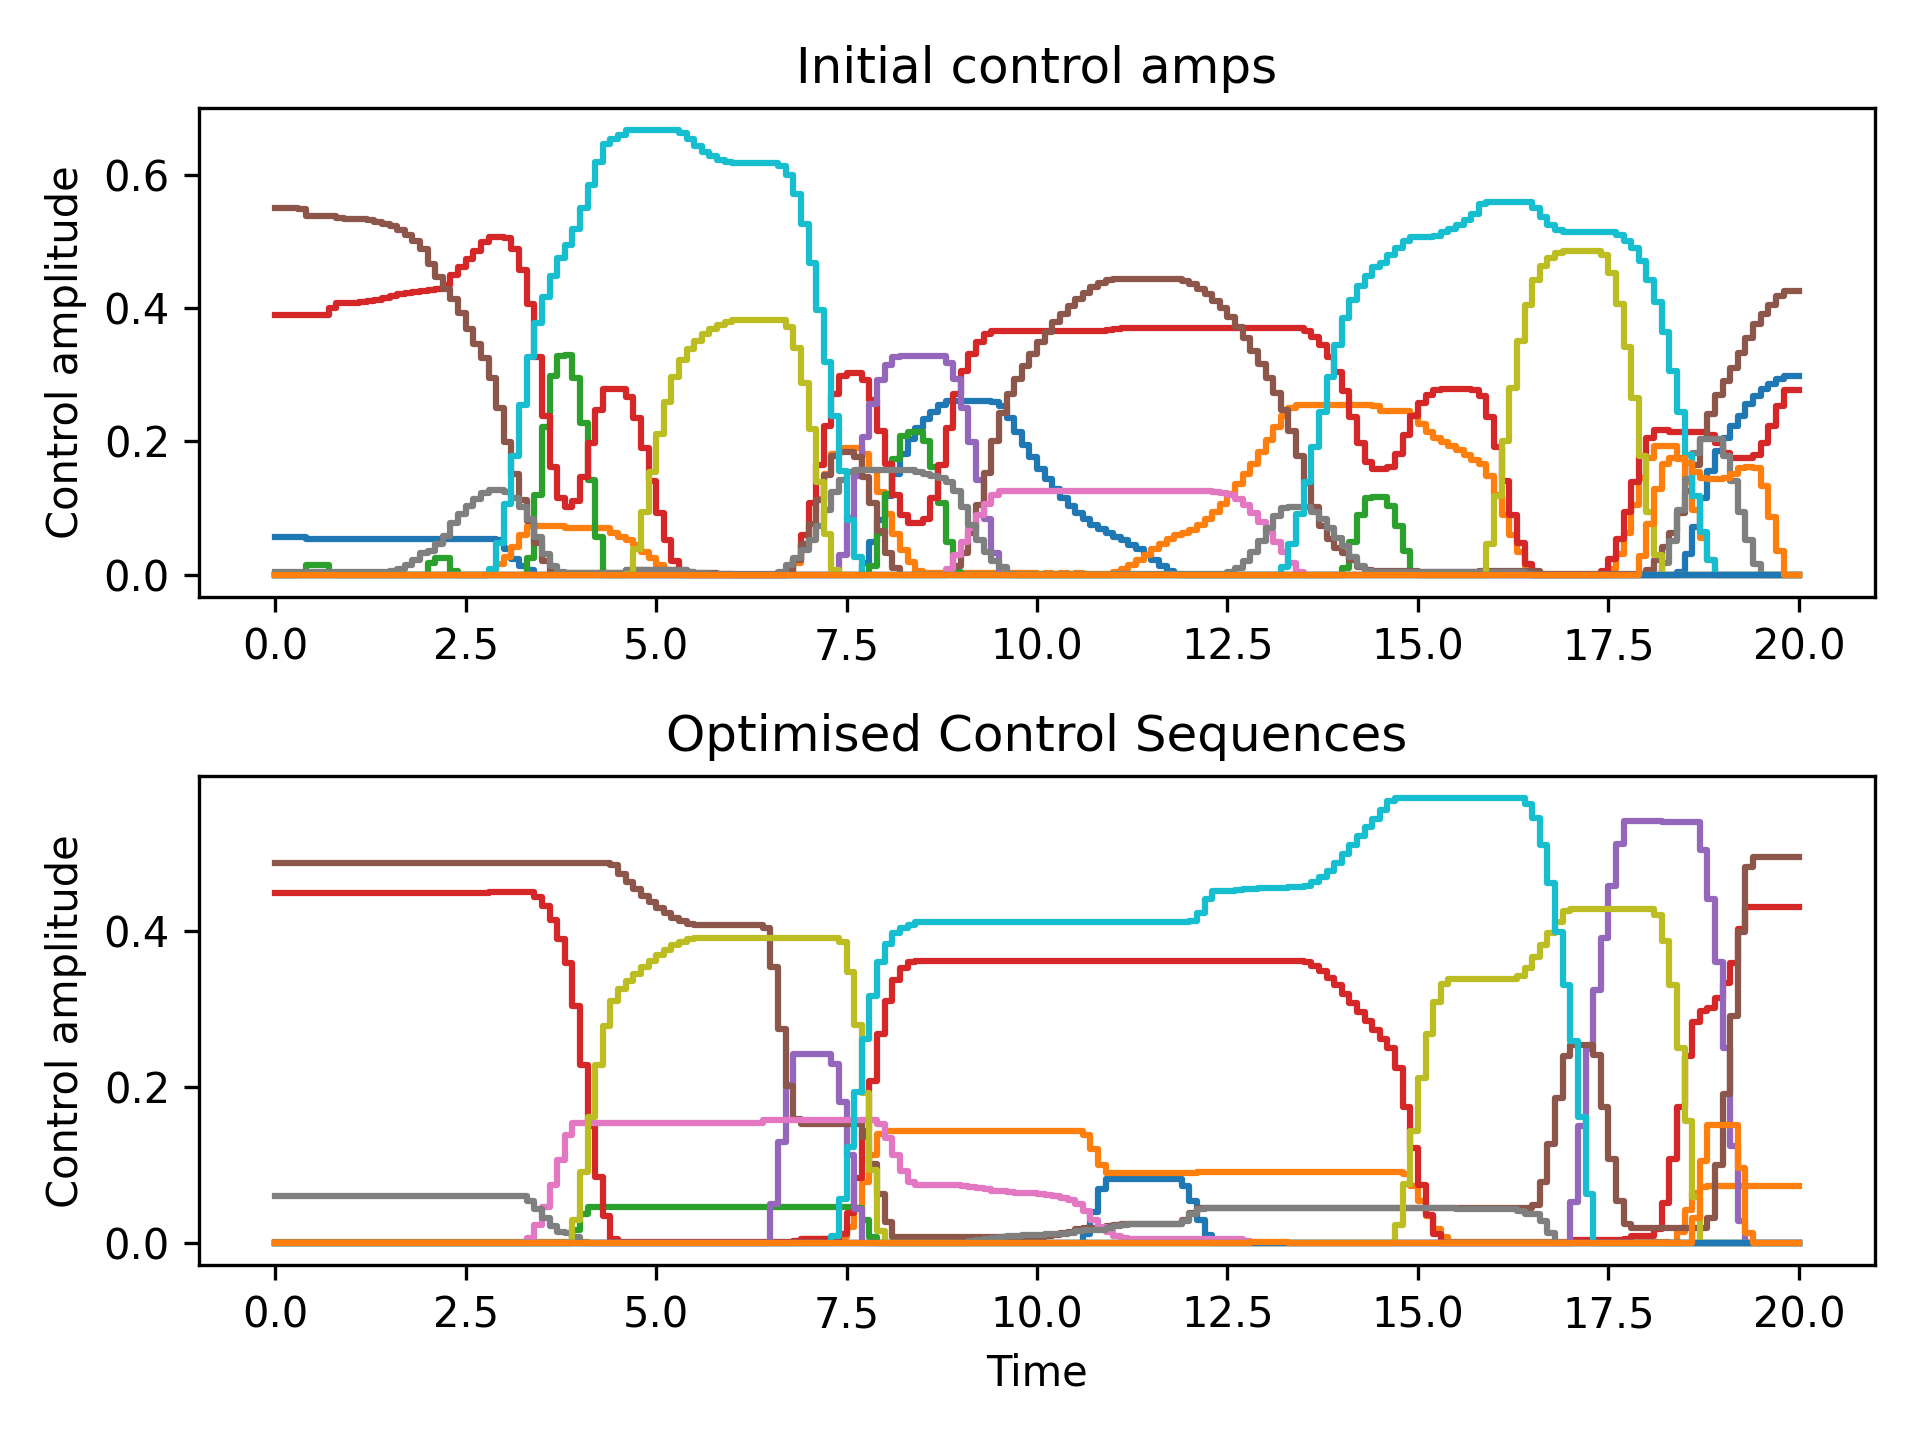 Initial control amps
Control amplitude
0.6
0.4
0.2
0.0
0.0 2.5 5.0 7.5 10.0 12.5 15.0 17.5 20.0
Optimised Control Sequences
Control amplitude
0.4
0.2
0.0
0.0 2.5 5.0 7.5 10.0 12.5 15.0 17.5 20.0
Time